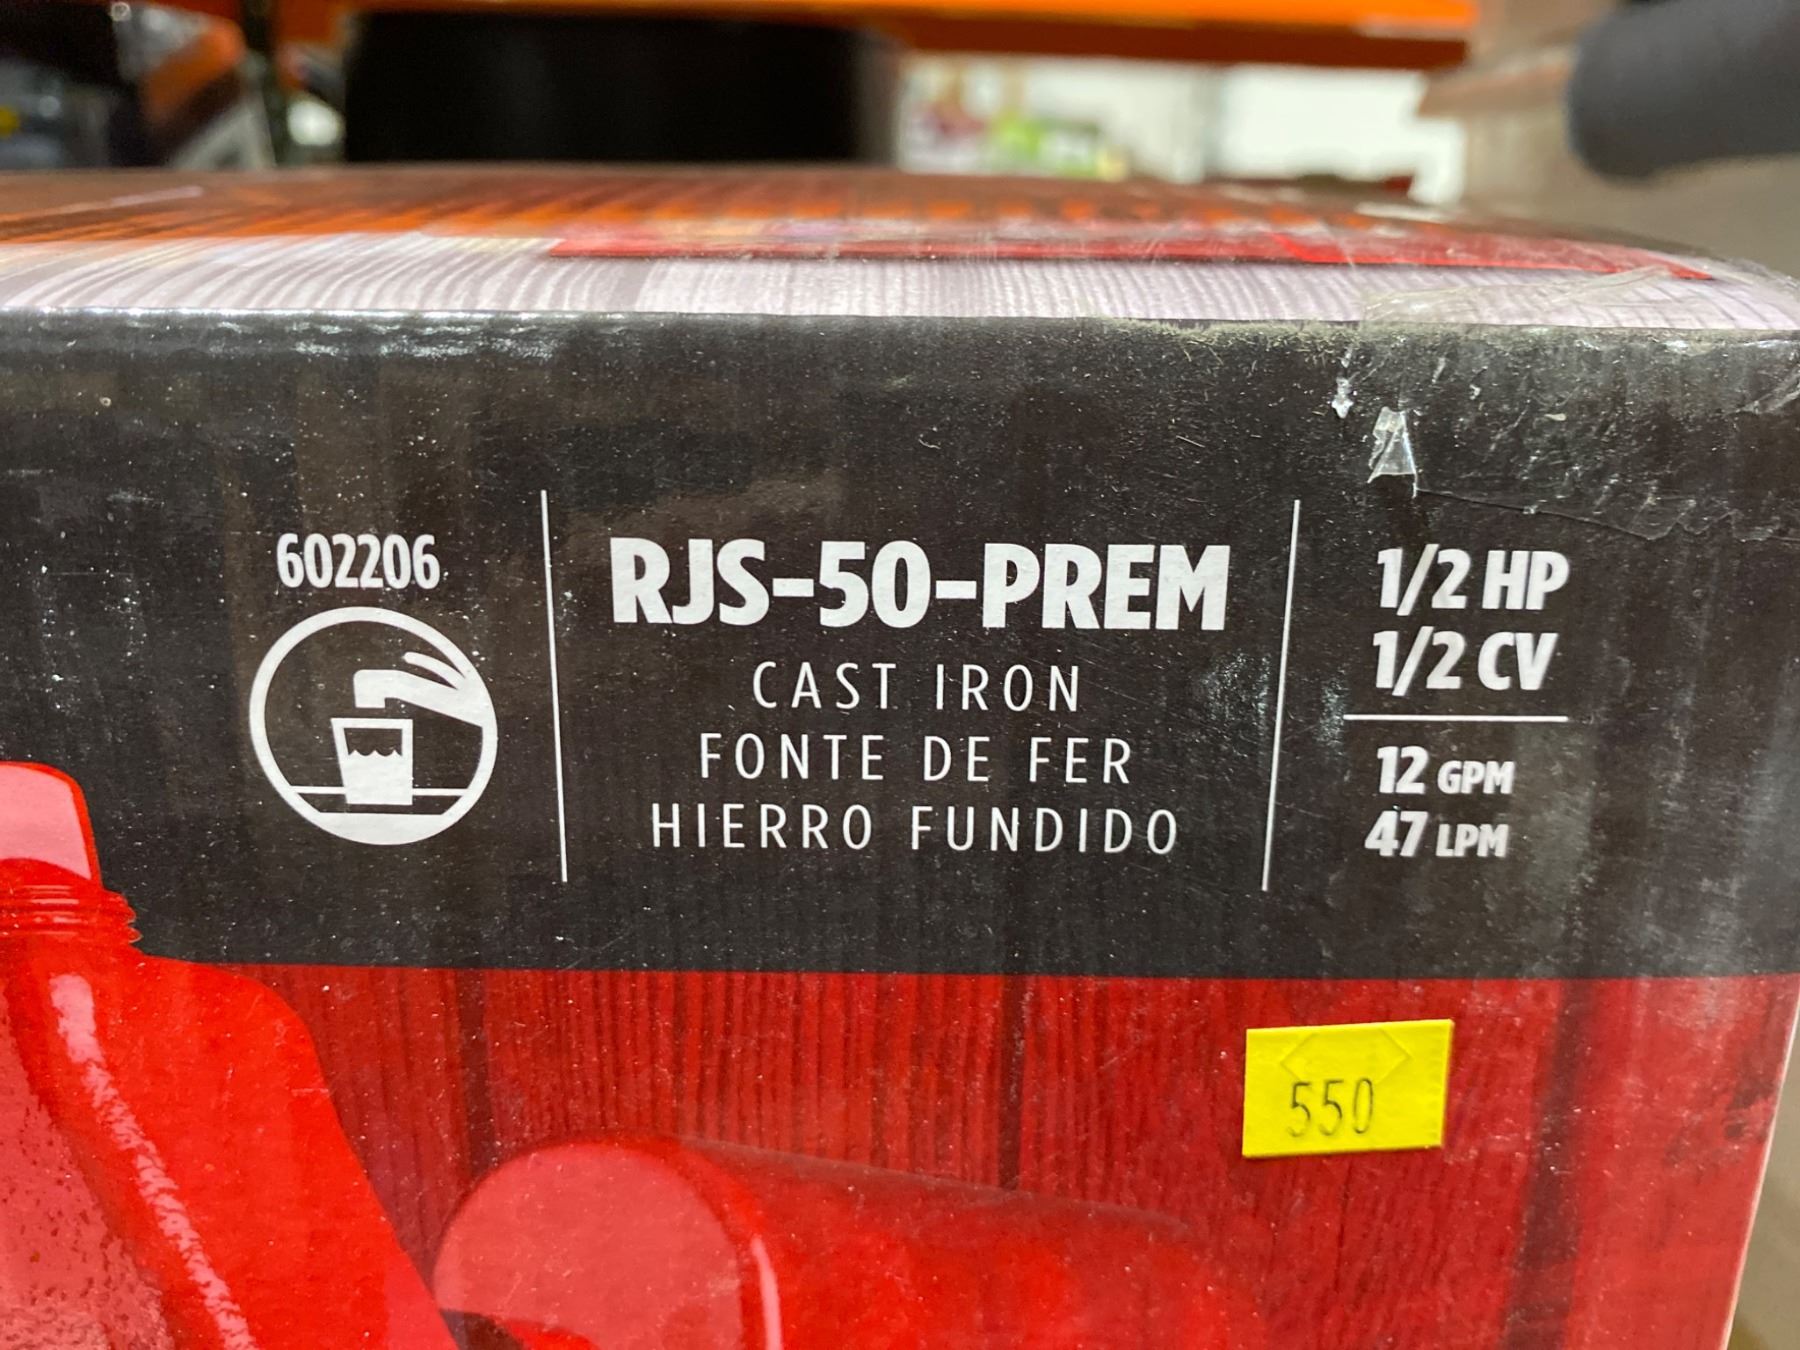 602206
RJS-50-PREM
CAST IRON
FONTE DE FER
HIERRO FUNDIDO
1/2 HP
1/2 CV
12 GPM
47 LPM
550